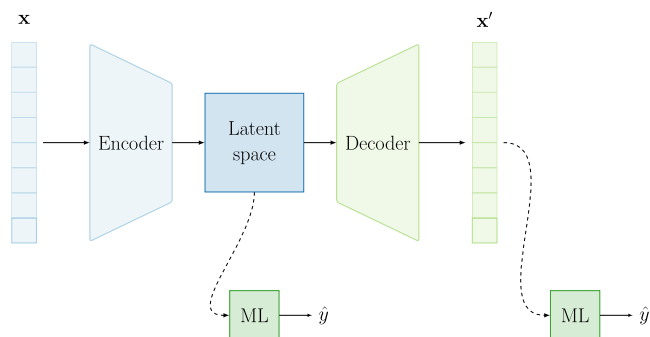 x
x′
Encoder
Latent
space
Decoder
ML
ŷ
ML
ŷ